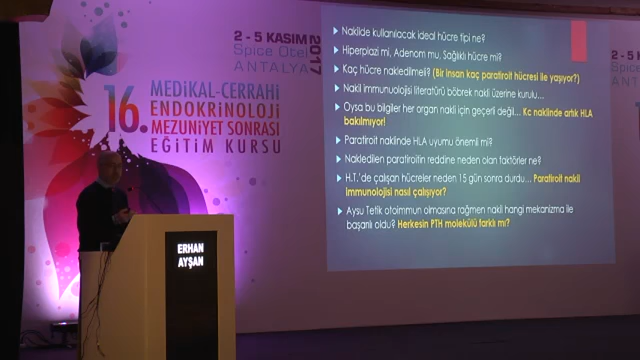 2 - 5 KASIM
Spice Otel
ANTALYA
2017
16.
MEDİKAL-CERRAHİ
ENDOKRİNOLOJİ
MEZUNİYET SONRASI
EĞİTİM KURSU
ERHAN
AYŞAN
Nakilde kullanılacak ideal hücre tipi ne?
Hiperplazi mi, Adenom mu, Sağlıklı hücre mi?
Kaç hücre nakledilmeli? (Bir insan kaç paratiroit hücresi ile yaşıyor?)
Nakil immunolojisi literatürü böbrek nakli üzerine kurulu...
Oysa bu bilgiler her organ nakli için geçerli değil... Kc naklinde artık HLA
bakılmıyor!
Paratiroit naklinde HLA uyumu önemli mi?
Nakledilen paratiroitin reddine neden olan faktörler ne?
H.T.'de çalışan hücreler neden 15 gün sonra durdu... Paratiroit nakil
immunolojisi nasıl çalışıyor?
Aysu Tetik otoimmun olmasına rağmen nakli hangi mekanizma ile
başarılı oldu? Herkesin PTH molekülü farklı mı?
2 - 5 K
Spice
ANT